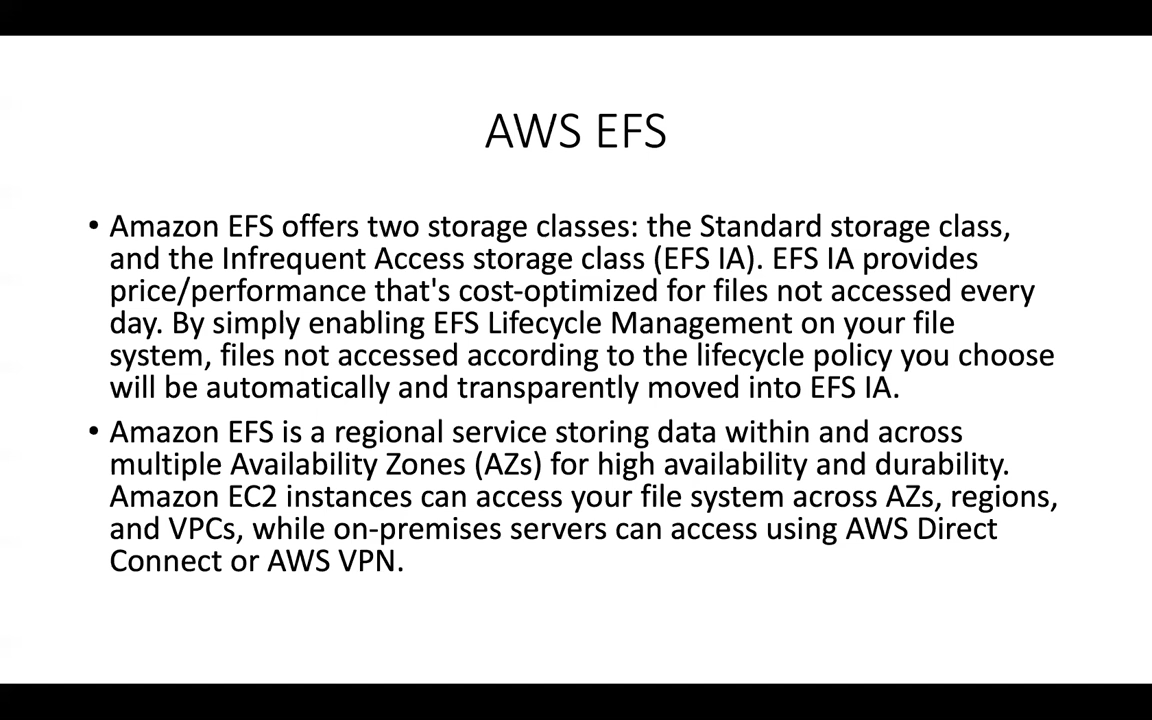 AWS EFS
• Amazon EFS offers two storage classes: the Standard storage class,
and the Infrequent Access storage class (EFS IA). EFS IA provides
price/performance that's cost-optimized for files not accessed every
day. By simply enabling EFS Lifecycle Management on your file
system, files not accessed according to the lifecycle policy you choose
will be automatically and transparently moved into EFS IA.
• Amazon EFS is a regional service storing data within and across
multiple Availability Zones (AZs) for high availability and durability.
Amazon EC2 instances can access your file system across AZs, regions,
and VPCs, while on-premises servers can access using AWS Direct
Connect or AWS VPN.